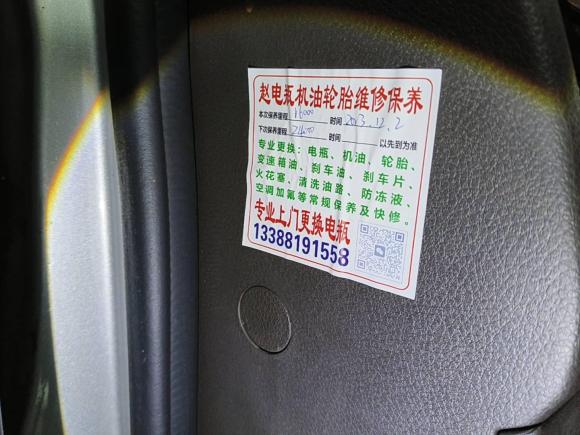 赵电瓶机油轮胎维修保养
本次保养里程 时间 2023.12.2
下次保养里程 时间 以先到为准
专业更换：电瓶、机油、轮胎、
变速箱油、刹车油、刹车片、
火花塞、清洗油路、防冻液、
空调加氟等常规保养及快修。
专业上门更换电瓶
13388191558